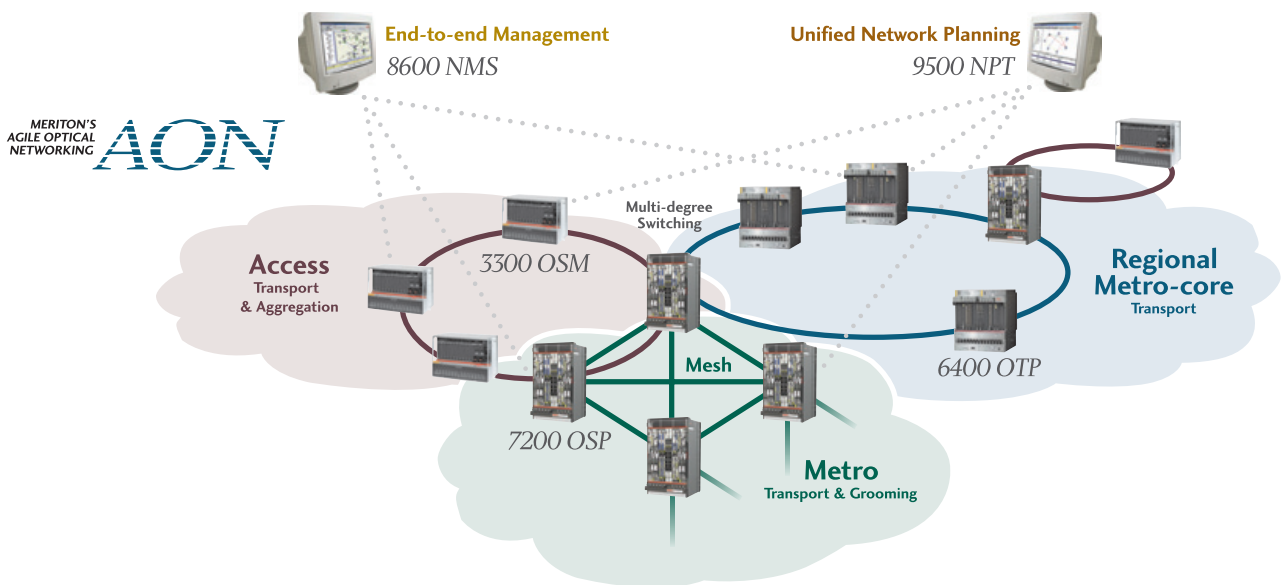 End-to-end Management
8600 NMS
Unified Network Planning
9500 NPT
MERITON'S
AGILE OPTICAL
NETWORKING
AON
Multi-degree
Switching
3300 OSM
Access
Transport
& Aggregation
Regional
Metro-core
Transport
6400 OTP
Mesh
7200 OSP
Metro
Transport & Grooming